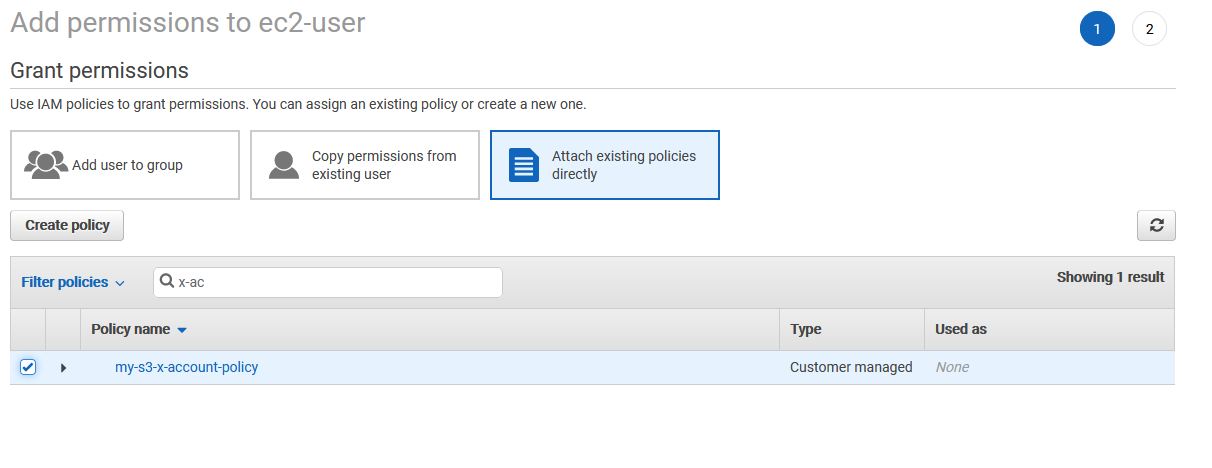 Add permissions to ec2-user
1
2
Grant permissions
Use IAM policies to grant permissions. You can assign an existing policy or create a new one.
Add user to group
Copy permissions from
existing user
Attach existing policies
directly
Create policy
Filter policies
x-ac
Showing 1 result
Policy name
Type
Used as
my-s3-x-account-policy
Customer managed
None